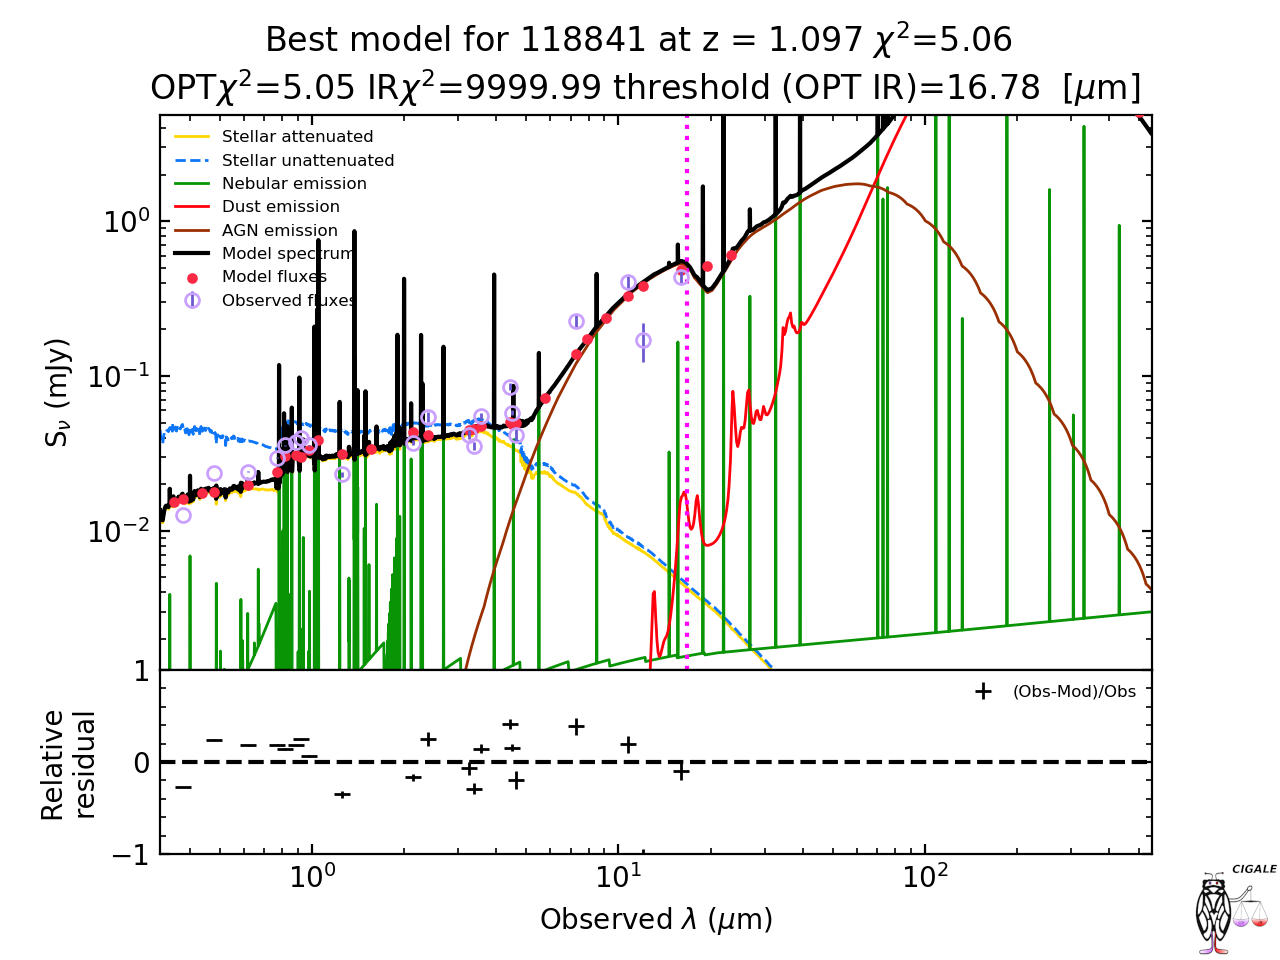 Best model for 118841 at z = 1.097 χ²=5.06
OPTχ²=5.05 IRχ²=9999.99 threshold (OPT IR)=16.78 [μm]
Stellar attenuated
Stellar unattenuated
Nebular emission
Dust emission
AGN emission
Model spectrum
Model fluxes
Observed fluxes
S_ν (mJy)
10⁰
10⁻¹
10⁻²
1
0
−1
Relative
residual
(Obs-Mod)/Obs
10⁰ 10¹ 10²
Observed λ (μm)
CIGALE